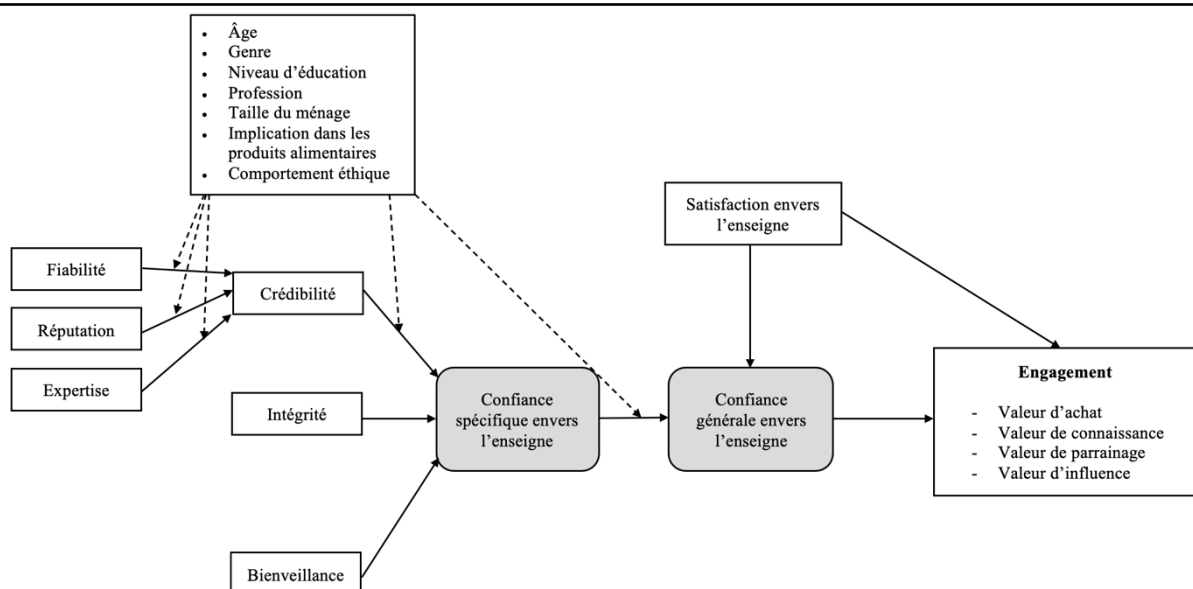 • Âge
• Genre
• Niveau d’éducation
• Profession
• Taille du ménage
• Implication dans les
produits alimentaires
• Comportement éthique
Satisfaction envers
l’enseigne
Fiabilité
Réputation
Expertise
Crédibilité
Intégrité
Bienveillance
Confiance
spécifique envers
l’enseigne
Confiance
générale envers
l’enseigne
Engagement
- Valeur d’achat
- Valeur de connaissance
- Valeur de parrainage
- Valeur d’influence